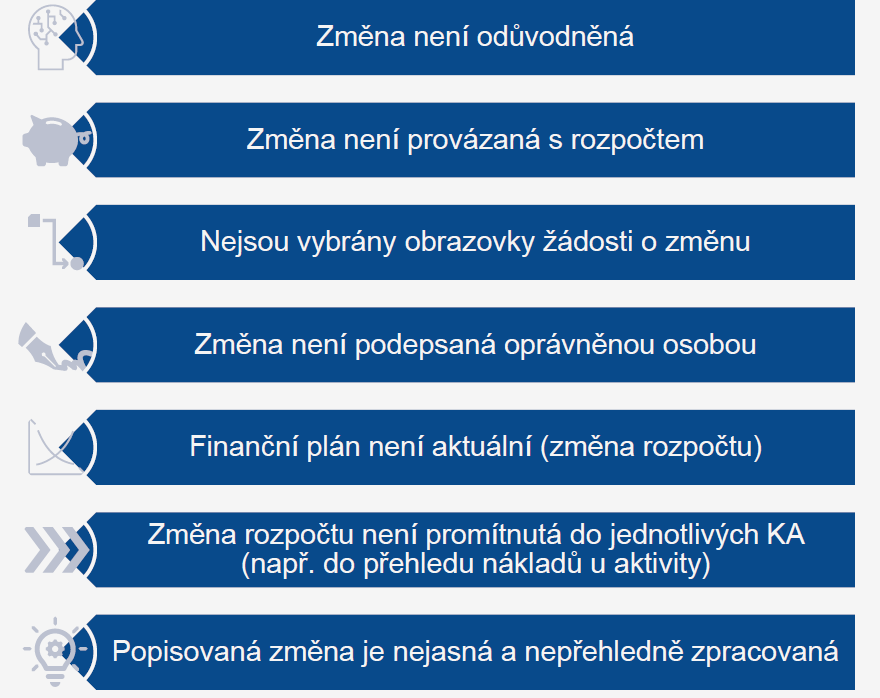 Změna není odůvodněná
Změna není provázaná s rozpočtem
Nejsou vybrány obrazovky žádosti o změnu
Změna není podepsaná oprávněnou osobou
Finanční plán není aktuální (změna rozpočtu)
Změna rozpočtu není promítnutá do jednotlivých KA
(např. do přehledu nákladů u aktivity)
Popisovaná změna je nejasná a nepřehledně zpracovaná